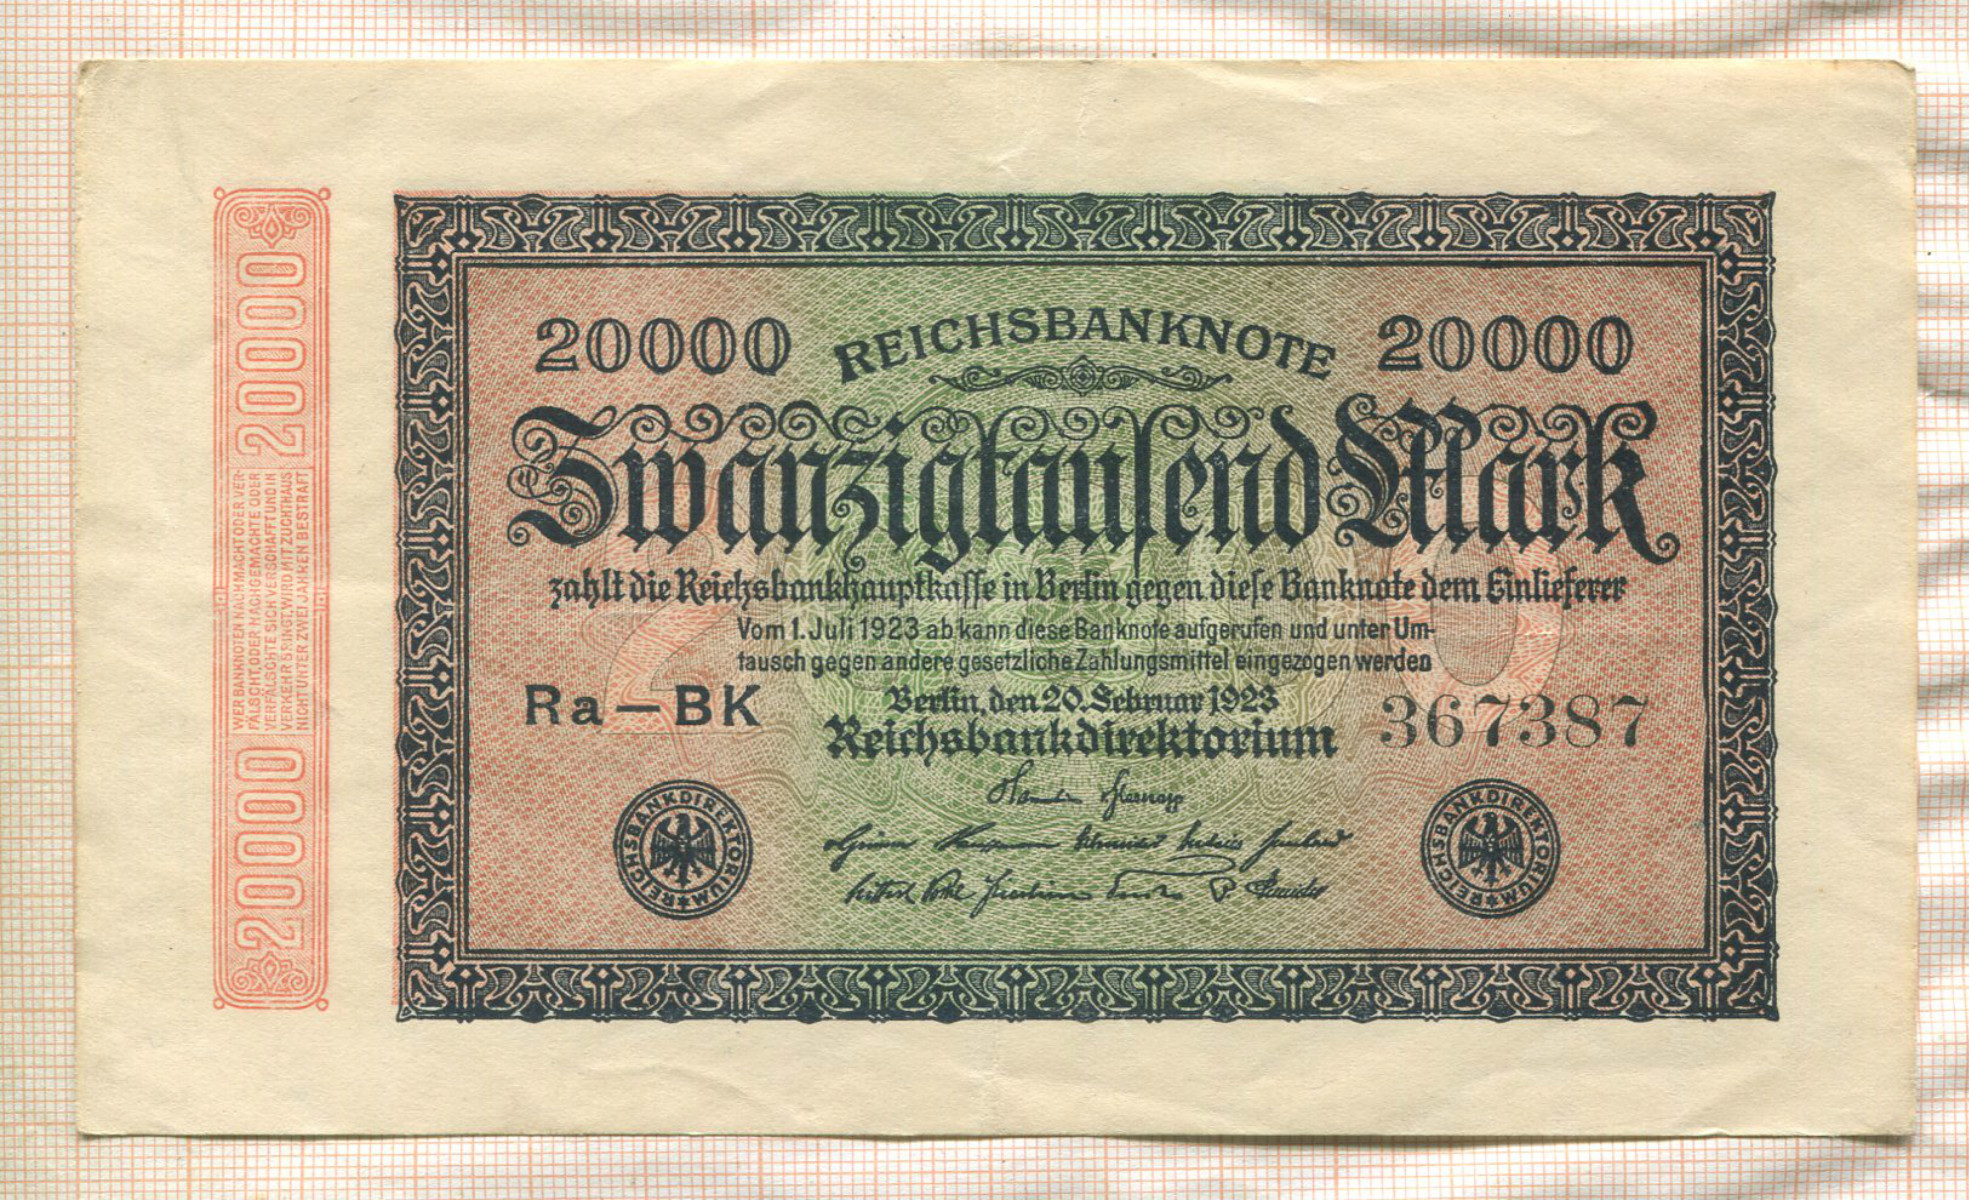 20000
WER BANKNOTEN NACHMACHT ODER VER-
FÄLSCHT, ODER NACHGEMACHTE ODER
VERFÄLSCHTE SICH VERSCHAFFT UND IN
VERKEHR BRINGT, WIRD MIT ZUCHTHAUS
NICHT UNTER ZWEI JAHREN BESTRAFT
20000
20000 REICHSBANKNOTE 20000
Zwanzigtausend Mark
zahlt die Reichsbankhauptkasse in Berlin gegen diese Banknote dem Einlieferer
Vom 1. Juli 1923 ab kann diese Banknote aufgerufen und unter Um-
tausch gegen andere gesetzliche Zahlungsmittel eingezogen werden
Ra—BK
Berlin, den 20. Februar 1923
Reichsbankdirektorium
367387
REICHSBANKDIREKTORIUM
REICHSBANKDIREKTORIUM